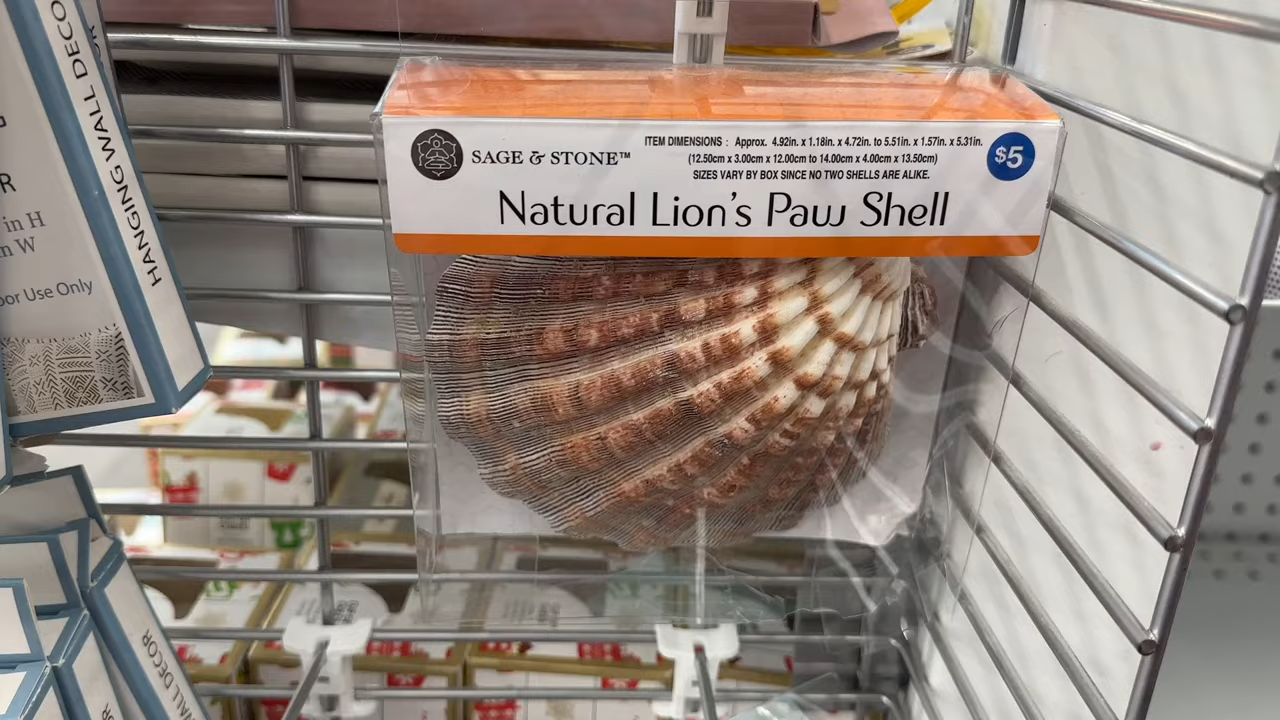 SAGE & STONE™
ITEM DIMENSIONS : Approx. 4.92in. x 1.18in. x 4.72in. to 5.51in. x 1.57in. x 5.31in.
(12.50cm x 3.00cm x 12.00cm to 14.00cm x 4.00cm x 13.50cm)
SIZES VARY BY BOX SINCE NO TWO SHELLS ARE ALIKE.
$5
Natural Lion's Paw Shell
HANGING WALL DECO
R
in H
n W
oor Use Only
WALL DECOR